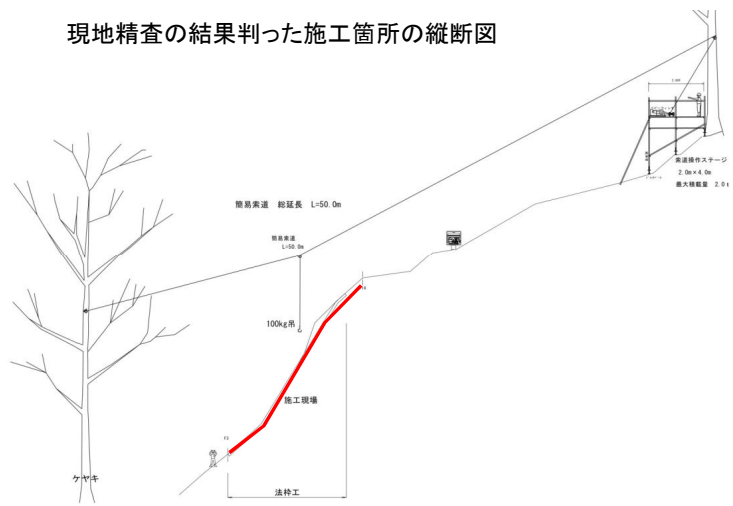 現地精査の結果判った施工箇所の縦断図
索道操作ステージ
2.0m×4.0m
最大積載量 2.0t
簡易索道 総延長 L=50.0m
簡易索道
L=50.0m
100kg吊
施工現場
ケヤキ
法枠工